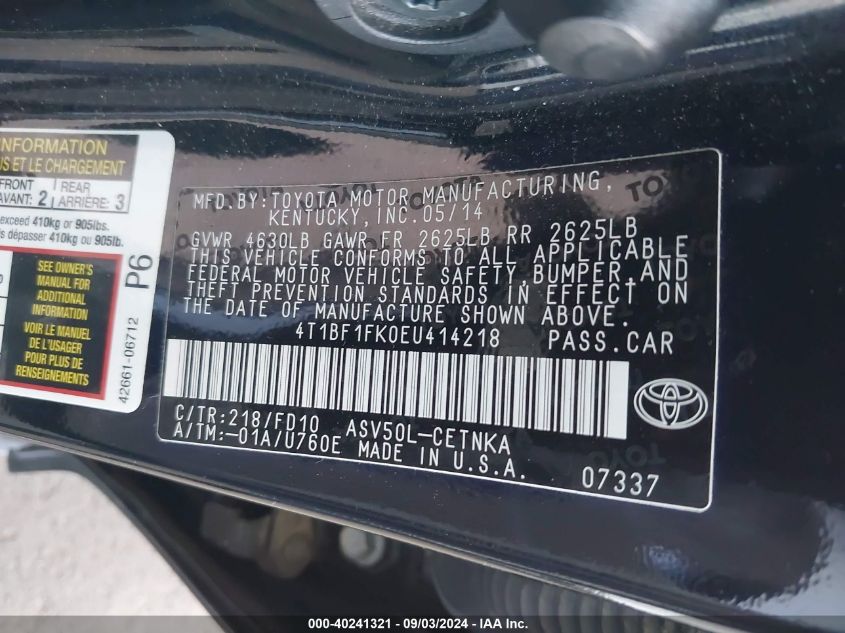 INFORMATION
US ET LE CHARGEMENT
FRONT
AVANT: 2
REAR
ARRIÈRE: 3
exceed 410kg or 905lbs.
dépasser 410kg ou 905lb.
SEE OWNER'S
MANUAL FOR
ADDITIONAL
INFORMATION
VOIR MANUEL
DE L'USAGER
POUR PLUS DE
RENSEIGNEMENTS
P6
42661-06712
MFD.BY:TOYOTA MOTOR MANUFACTURING,
KENTUCKY,INC.05/14
GVWR 4630LB GAWR FR 2625LB RR 2625LB
THIS VEHICLE CONFORMS TO ALL APPLICABLE
FEDERAL MOTOR VEHICLE SAFETY,BUMPER,AND
THEFT PREVENTION STANDARDS IN EFFECT ON
THE DATE OF MANUFACTURE SHOWN ABOVE.
4T1BF1FK0EU414218 PASS.CAR
C/TR:218/FD10 ASV50L-CETNKA
A/TM:-01A/U760E MADE IN U.S.A.
07337
000-40241321 - 09/03/2024 - IAA Inc.